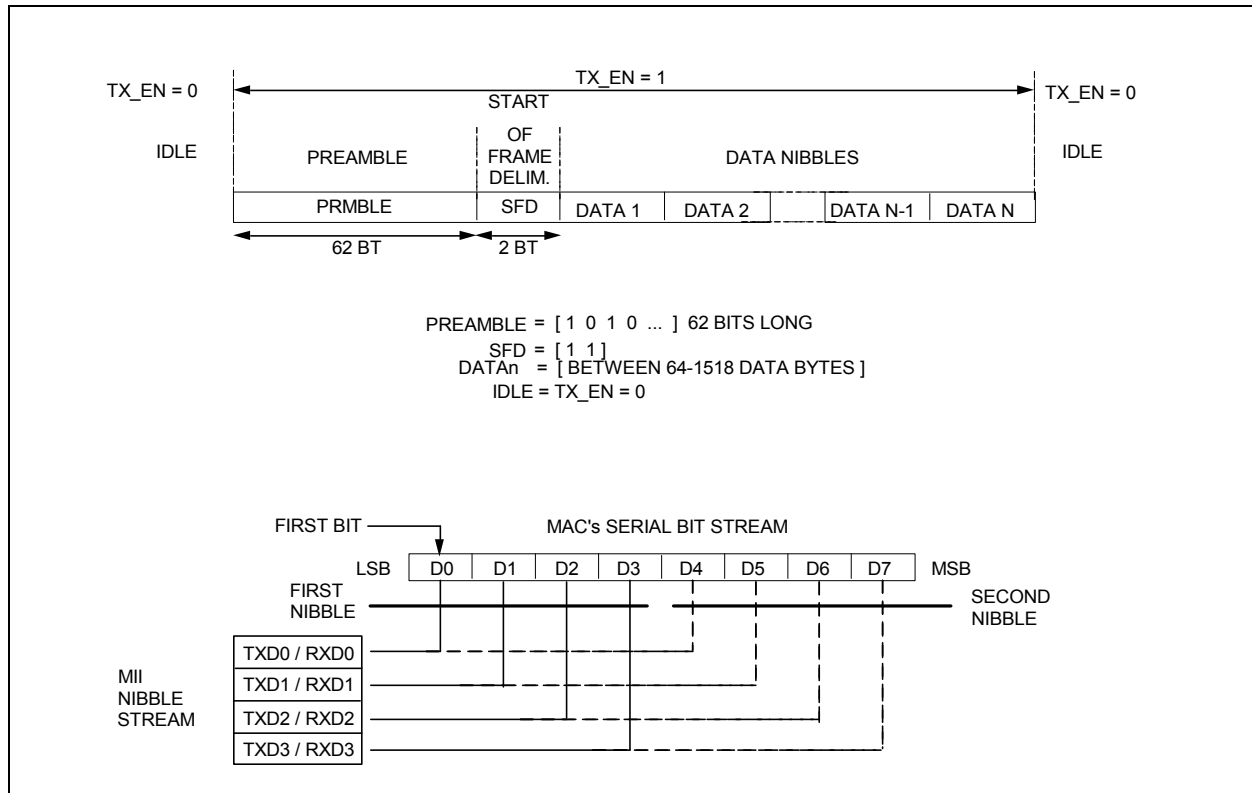 TX_EN = 0
TX_EN = 1
TX_EN = 0
IDLE
PREAMBLE
START
OF
FRAME
DELIM.
DATA NIBBLES
IDLE
PRMBLE
SFD
DATA 1
DATA 2
DATA N-1
DATA N
62 BT
2 BT
PREAMBLE = [ 1 0 1 0 ... ] 62 BITS LONG
SFD = [ 1 1 ]
DATAn = [ BETWEEN 64-1518 DATA BYTES ]
IDLE = TX_EN = 0
FIRST BIT
MAC's SERIAL BIT STREAM
LSB
D0
D1
D2
D3
D4
D5
D6
D7
MSB
FIRST
NIBBLE
SECOND
NIBBLE
MII
NIBBLE
STREAM
TXD0 / RXD0
TXD1 / RXD1
TXD2 / RXD2
TXD3 / RXD3